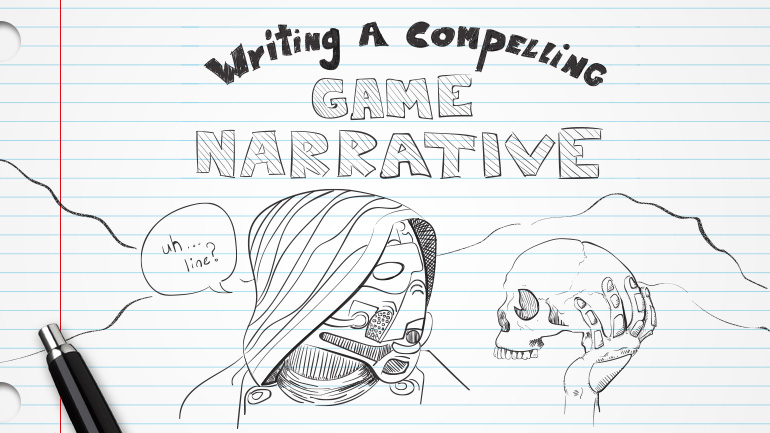 Writing A COMPELLING
GAME
NARRATIVE
uh...
line?